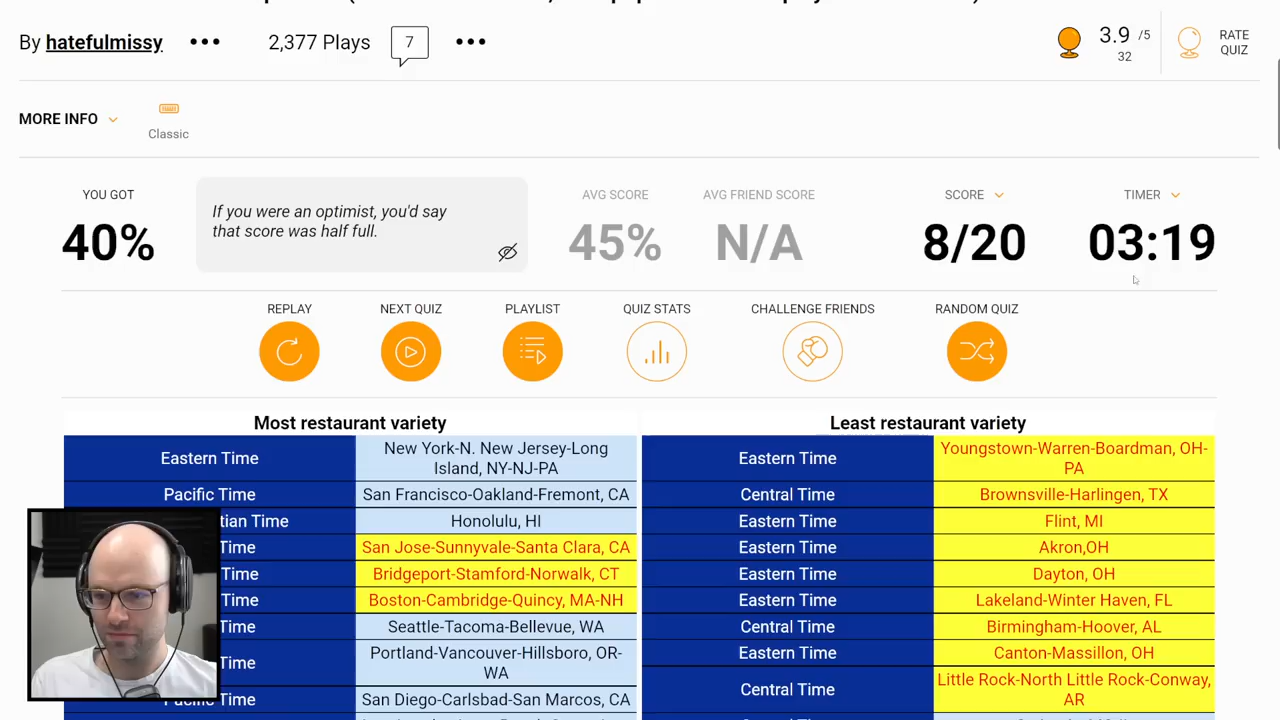 By hatefulmissy ••• 2,377 Plays 7 •••
3.9 /5
32
RATE
QUIZ
MORE INFO
Classic
YOU GOT
40%
If you were an optimist, you'd say
that score was half full.
AVG SCORE
45%
AVG FRIEND SCORE
N/A
SCORE
8/20
TIMER
03:19
REPLAY
NEXT QUIZ
PLAYLIST
QUIZ STATS
CHALLENGE FRIENDS
RANDOM QUIZ
Most restaurant variety
Eastern Time
New York-N. New Jersey-Long
Island, NY-NJ-PA
Pacific Time
San Francisco-Oakland-Fremont, CA
tian Time
Honolulu, HI
Time
San Jose-Sunnyvale-Santa Clara, CA
Time
Bridgeport-Stamford-Norwalk, CT
Time
Boston-Cambridge-Quincy, MA-NH
Time
Seattle-Tacoma-Bellevue, WA
Time
Portland-Vancouver-Hillsboro, OR-
WA
Pacific Time
San Diego-Carlsbad-San Marcos, CA
Least restaurant variety
Eastern Time
Youngstown-Warren-Boardman, OH-
PA
Central Time
Brownsville-Harlingen, TX
Eastern Time
Flint, MI
Eastern Time
Akron,OH
Eastern Time
Dayton, OH
Eastern Time
Lakeland-Winter Haven, FL
Central Time
Birmingham-Hoover, AL
Eastern Time
Canton-Massillon, OH
Central Time
Little Rock-North Little Rock-Conway,
AR